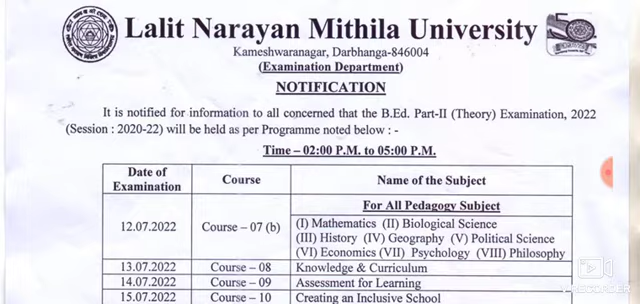 Lalit Narayan Mithila University
Kameshwaranagar, Darbhanga-846004
(Examination Department)
NOTIFICATION
It is notified for information to all concerned that the B.Ed. Part-II (Theory) Examination, 2022
(Session : 2020-22) will be held as per Programme noted below : -
Time – 02:00 P.M. to 05:00 P.M.
Date of Examination Course Name of the Subject
For All Pedagogy Subject
12.07.2022 Course – 07 (b) (I) Mathematics (II) Biological Science
(III) History (IV) Geography (V) Political Science
(VI) Economics (VII) Psychology (VIII) Philosophy
13.07.2022 Course – 08 Knowledge & Curriculum
14.07.2022 Course – 09 Assessment for Learning
15.07.2022 Course – 10 Creating an Inclusive School
RECORDER